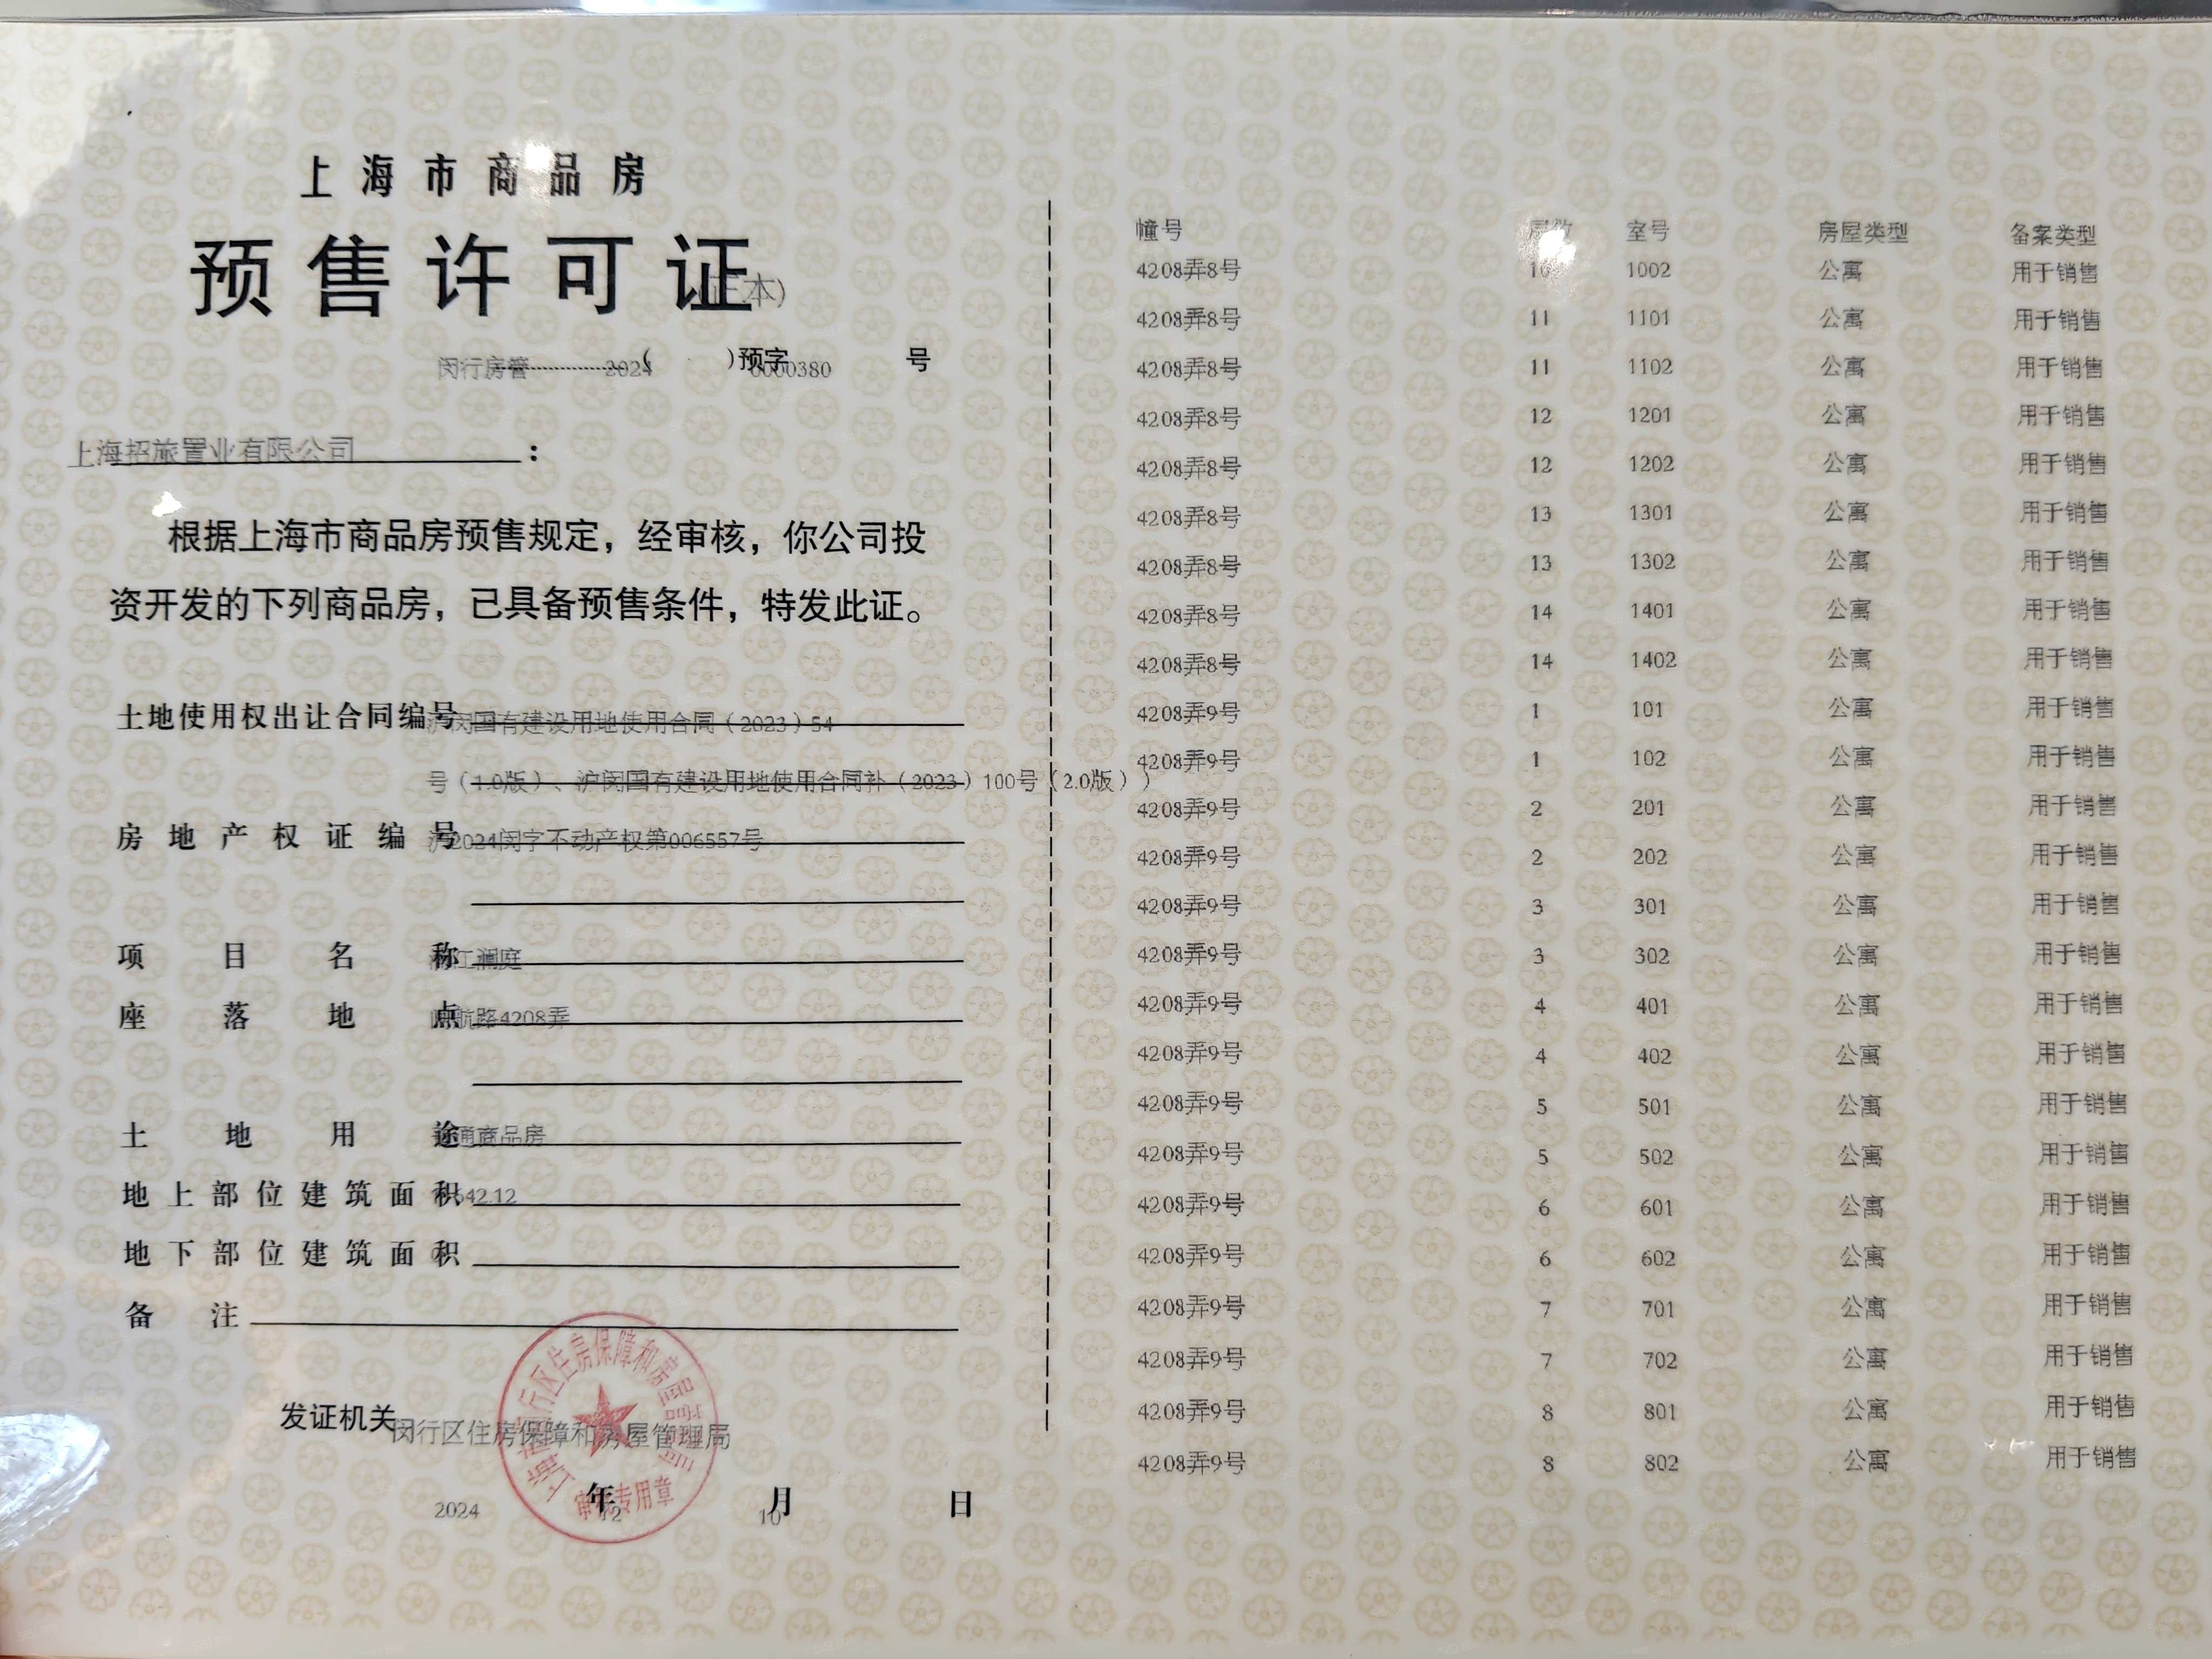 上海市商品房
预售许可证
本)
闵行房管 2024 ( )预字 0000380 号
上海招旅置业有限公司 :
根据上海市商品房预售规定，经审核，你公司投
资开发的下列商品房，已具备预售条件，特发此证。
土地使用权出让合同编号 闵国有建设用地使用合同（2023）54
号（1.0版）、沪闵国有建设用地使用合同补（2023）100号（2.0版））
房地产权证编号 2024闵字不动产权第006557号
项目名称 澜庭
座落地点 航路4208弄
土地用途 通商品房
地上部位建筑面积 642.12
地下部位建筑面积
备注
发证机关 闵行区住房保障和房屋管理局
2024 年 12 月 10 日
审批专用章
幢号 层数 室号 房屋类型 备案类型
4208弄8号 10 1002 公寓 用于销售
4208弄8号 11 1101 公寓 用于销售
4208弄8号 11 1102 公寓 用于销售
4208弄8号 12 1201 公寓 用于销售
4208弄8号 12 1202 公寓 用于销售
4208弄8号 13 1301 公寓 用于销售
4208弄8号 13 1302 公寓 用于销售
4208弄8号 14 1401 公寓 用于销售
4208弄8号 14 1402 公寓 用于销售
4208弄9号 1 101 公寓 用于销售
4208弄9号 1 102 公寓 用于销售
4208弄9号 2 201 公寓 用于销售
4208弄9号 2 202 公寓 用于销售
4208弄9号 3 301 公寓 用于销售
4208弄9号 3 302 公寓 用于销售
4208弄9号 4 401 公寓 用于销售
4208弄9号 4 402 公寓 用于销售
4208弄9号 5 501 公寓 用于销售
4208弄9号 5 502 公寓 用于销售
4208弄9号 6 601 公寓 用于销售
4208弄9号 6 602 公寓 用于销售
4208弄9号 7 701 公寓 用于销售
4208弄9号 7 702 公寓 用于销售
4208弄9号 8 801 公寓 用于销售
4208弄9号 8 802 公寓 用于销售